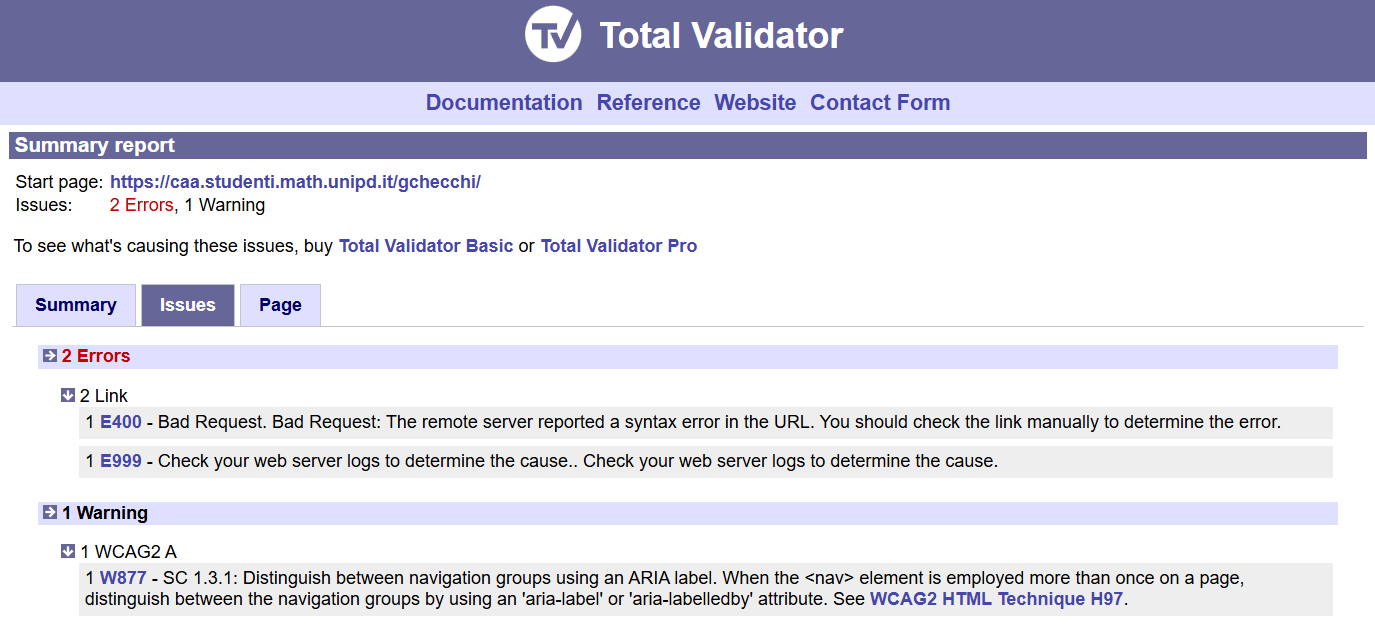 TV Total Validator
Documentation Reference Website Contact Form
Summary report
Start page: https://caa.studenti.math.unipd.it/gchecchi/
Issues: 2 Errors, 1 Warning
To see what's causing these issues, buy Total Validator Basic or Total Validator Pro
Summary Issues Page
2 Errors
2 Link
1 E400 - Bad Request. Bad Request: The remote server reported a syntax error in the URL. You should check the link manually to determine the error.
1 E999 - Check your web server logs to determine the cause.. Check your web server logs to determine the cause.
1 Warning
1 WCAG2 A
1 W877 - SC 1.3.1: Distinguish between navigation groups using an ARIA label. When the <nav> element is employed more than once on a page,
distinguish between the navigation groups by using an 'aria-label' or 'aria-labelledby' attribute. See WCAG2 HTML Technique H97.